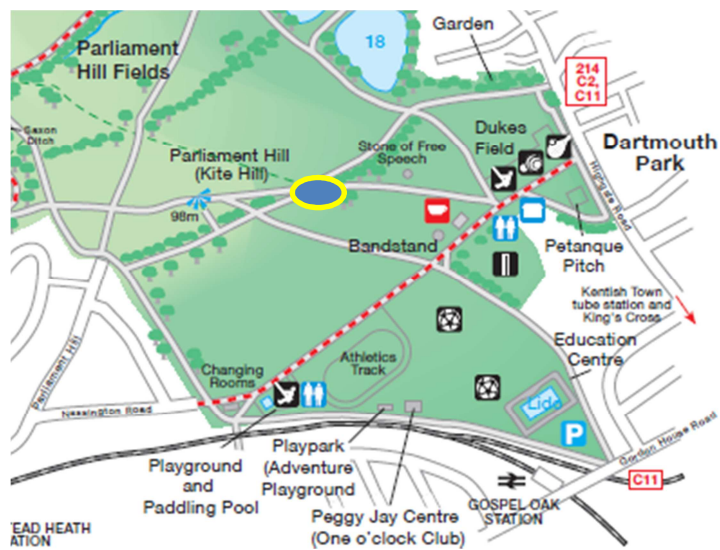 Garden
18
Parliament
Hill Fields
214
C2,
C11
Saxon
Ditch
Stone of Free
Speech
Dukes
Field
Dartmouth
Park
Parliament Hill
(Kite Hill)
98m
Highgate Road
Bandstand
Petanque
Pitch
Kentish Town
tube station and
King's Cross
Education
Centre
Parliament Hill
Changing
Rooms
Athletics
Track
Nassington Road
Lido
P
Gordon House Road
Playground
and
Paddling Pool
Playpark
(Adventure
Playground
Peggy Jay Centre
(One o'clock Club)
GOSPEL OAK
STATION
C11
EAD HEATH
ATION